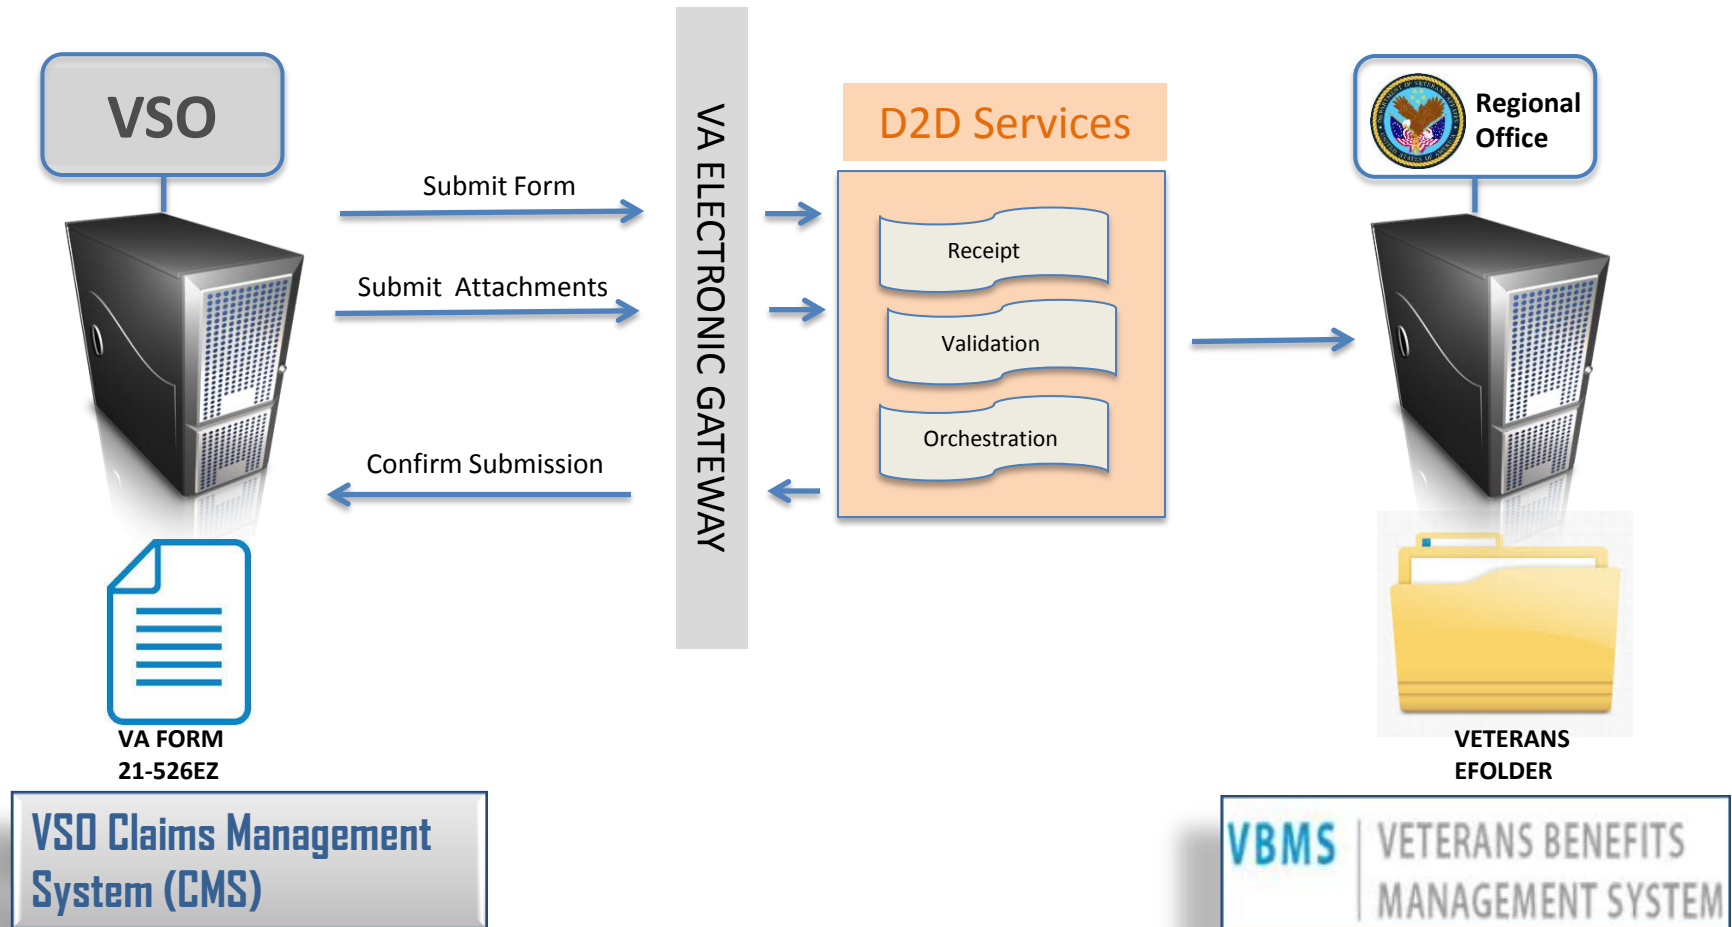 VSO
Submit Form
Submit Attachments
Confirm Submission
VA FORM
21-526EZ
VSO Claims Management
System (CMS)
VA ELECTRONIC GATEWAY
D2D Services
Receipt
Validation
Orchestration
Regional
Office
VETERANS
EFOLDER
VBMS
VETERANS BENEFITS
MANAGEMENT SYSTEM